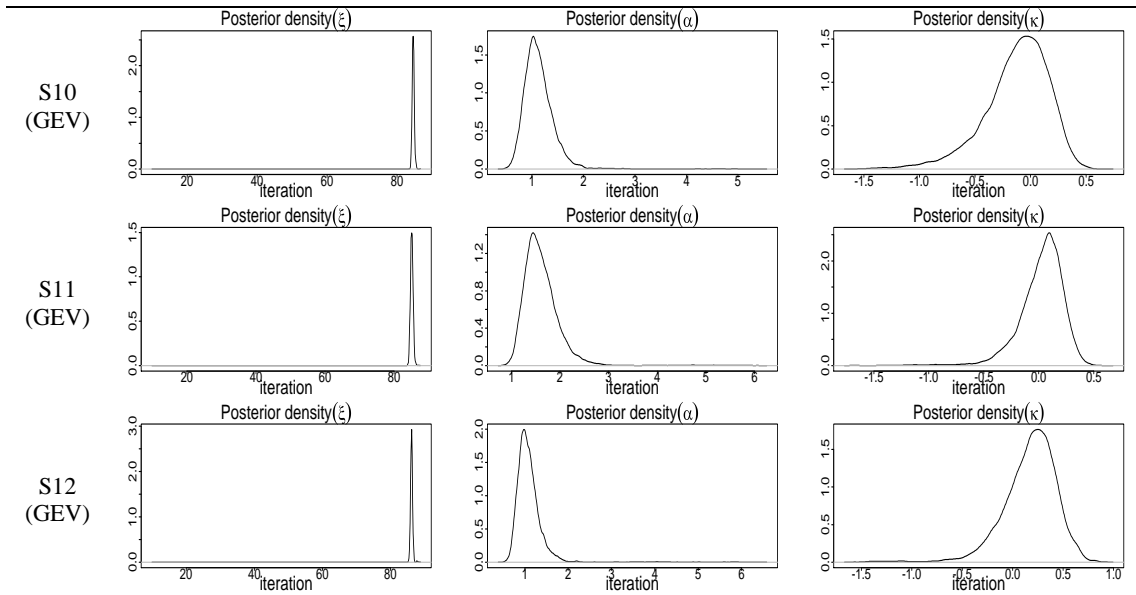 Posterior density(ξ) Posterior density(α) Posterior density(κ)
S10
(GEV)
0.0 1.0 2.0
20 40 60 80
iteration
0.0 0.5 1.0 1.5
1 2 3 4 5
iteration
0.0 0.5 1.0 1.5
-1.5 -1.0 -0.5 0.0 0.5
iteration
Posterior density(ξ) Posterior density(α) Posterior density(κ)
S11
(GEV)
0.0 0.5 1.0 1.5
20 40 60 80
iteration
0.0 0.4 0.8 1.2
1 2 3 4 5 6
iteration
0.0 1.0 2.0
-1.5 -1.0 -0.5 0.0 0.5
iteration
Posterior density(ξ) Posterior density(α) Posterior density(κ)
S12
(GEV)
0.0 1.0 2.0 3.0
20 40 60 80
iteration
0.0 0.5 1.0 1.5 2.0
1 2 3 4 5 6
iteration
0.0 0.5 1.0 1.5
-1.5 -1.0 -0.5 0.0 0.5 1.0
iteration